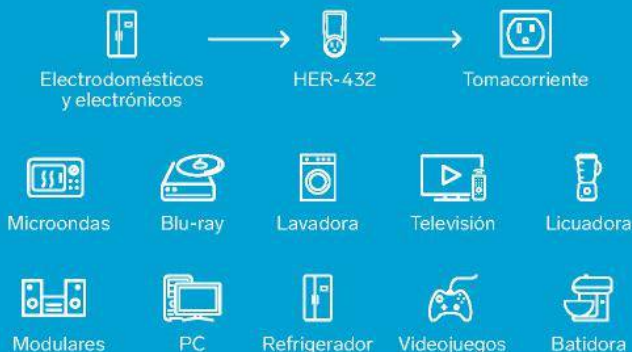 Electrodomésticos
y electrónicos
HER-432
Tomacorriente
Microondas
Blu-ray
Lavadora
Televisión
Licuadora
Modulares
PC
Refrigerador
Videojuegos
Batidora